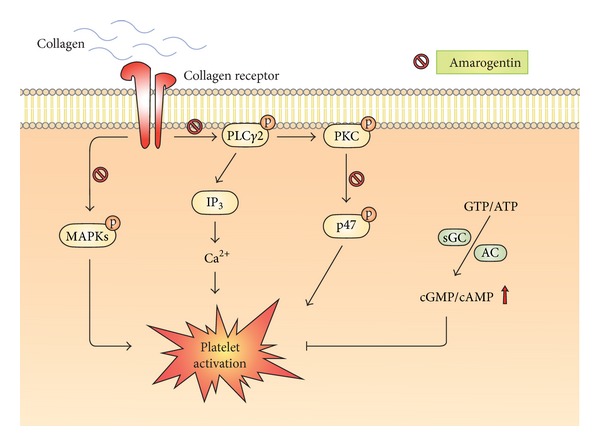 Collagen
Collagen receptor
Amarogentin
PLCγ2
P
PKC
P
MAPKs
P
IP₃
p47
P
GTP/ATP
sGC
AC
Ca²⁺
cGMP/cAMP
Platelet
activation